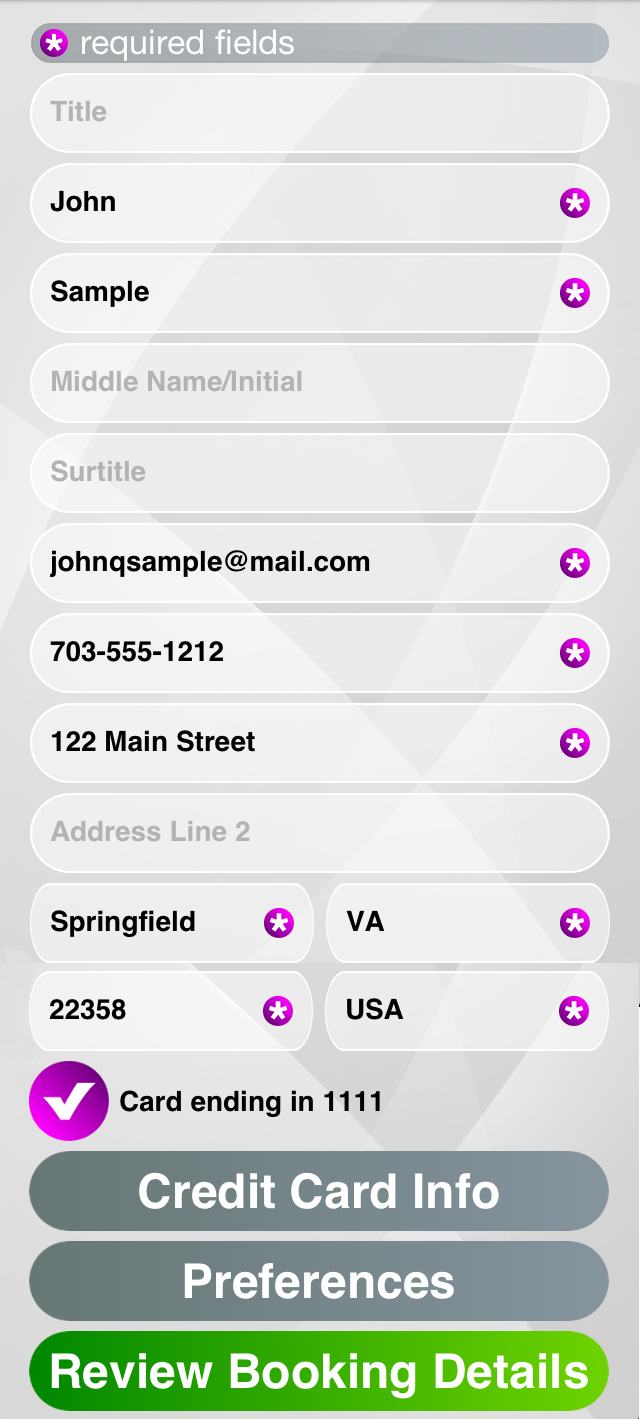 * required fields
Title
John *
Sample *
Middle Name/Initial
Surtitle
johnqsample@mail.com *
703-555-1212 *
122 Main Street *
Address Line 2
Springfield * VA *
22358 * USA *
Card ending in 1111
Credit Card Info
Preferences
Review Booking Details